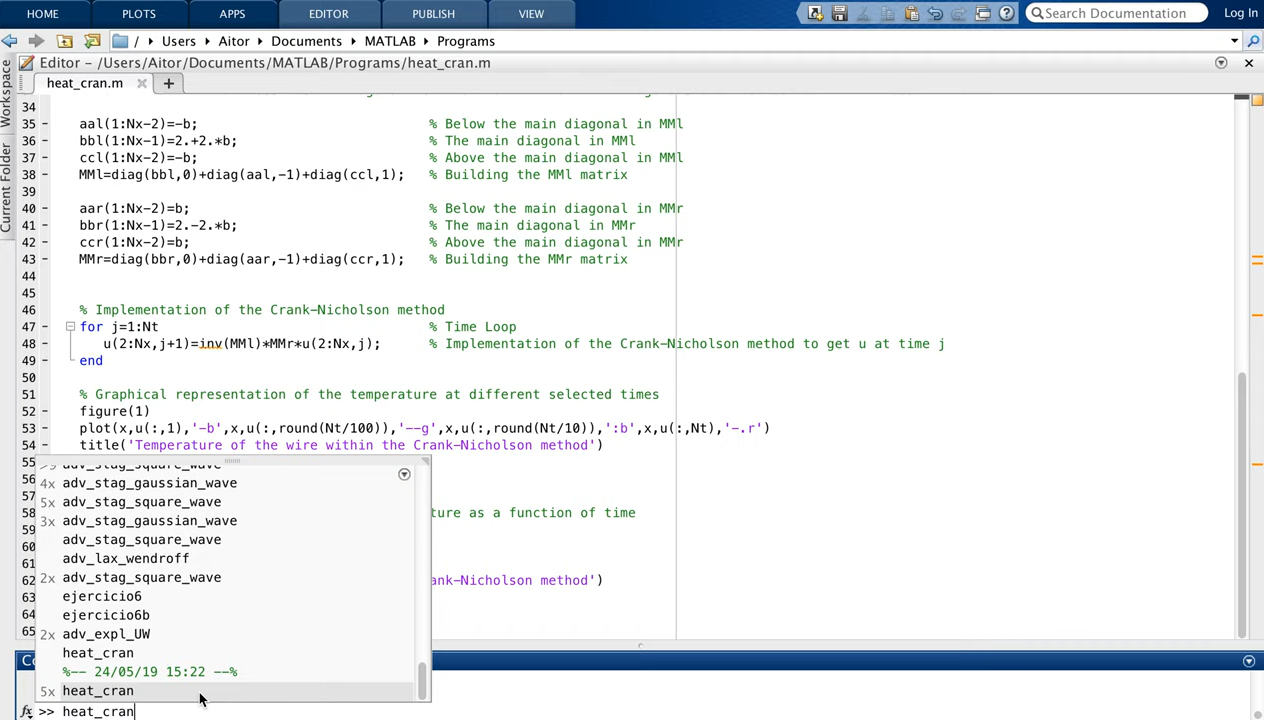 HOME PLOTS APPS EDITOR PUBLISH VIEW Search Documentation Log In
/ Users Aitor Documents MATLAB Programs
Editor - /Users/Aitor/Documents/MATLAB/Programs/heat_cran.m
heat_cran.m
Workspace
Current Folder
34
35 - aal(1:Nx-2)=-b; % Below the main diagonal in MMl
36 - bbl(1:Nx-1)=2.+2.*b; % The main diagonal in MMl
37 - ccl(1:Nx-2)=-b; % Above the main diagonal in MMl
38 - MMl=diag(bbl,0)+diag(aal,-1)+diag(ccl,1); % Building the MMl matrix
39
40 - aar(1:Nx-2)=b; % Below the main diagonal in MMr
41 - bbr(1:Nx-1)=2.-2.*b; % The main diagonal in MMr
42 - ccr(1:Nx-2)=b; % Above the main diagonal in MMr
43 - MMr=diag(bbr,0)+diag(aar,-1)+diag(ccr,1); % Building the MMr matrix
44
45
46 % Implementation of the Crank-Nicholson method
47 - for j=1:Nt % Time Loop
48 - u(2:Nx,j+1)=inv(MMl)*MMr*u(2:Nx,j); % Implementation of the Crank-Nicholson method to get u at time j
49 - end
50
51 % Graphical representation of the temperature at different selected times
52 - figure(1)
53 - plot(x,u(:,1),'-b',x,u(:,round(Nt/100)),'--g',x,u(:,round(Nt/10)),':b',x,u(:,Nt),'-.r')
54 - title('Temperature of the wire within the Crank-Nicholson method')
adv_stag_square_wave
4x adv_stag_gaussian_wave
5x adv_stag_square_wave
ture as a function of time
3x adv_stag_gaussian_wave
adv_stag_square_wave
adv_lax_wendroff
2x adv_stag_square_wave
ank-Nicholson method')
ejercicio6
ejercicio6b
2x adv_expl_UW
heat_cran
%-- 24/05/19 15:22 --%
5x heat_cran
fx >> heat_cran